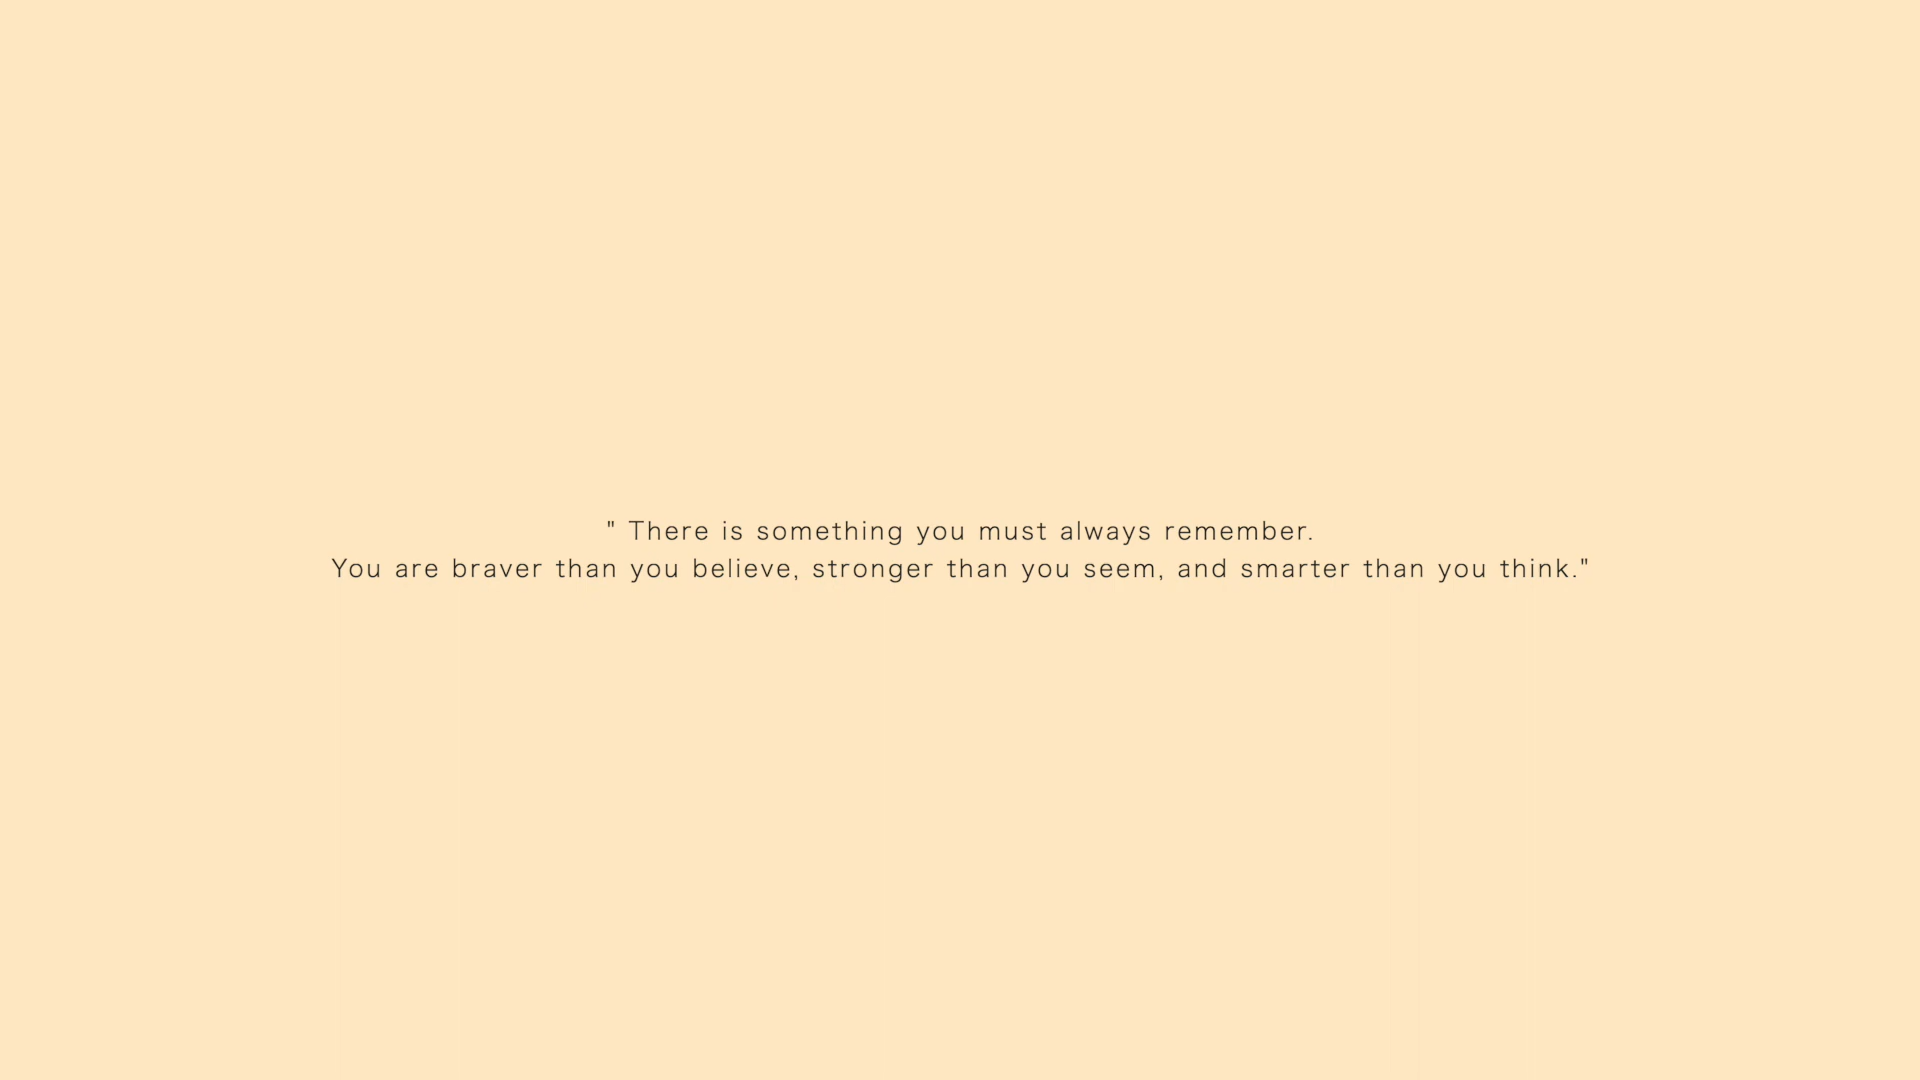 " There is something you must always remember.
You are braver than you believe, stronger than you seem, and smarter than you think."